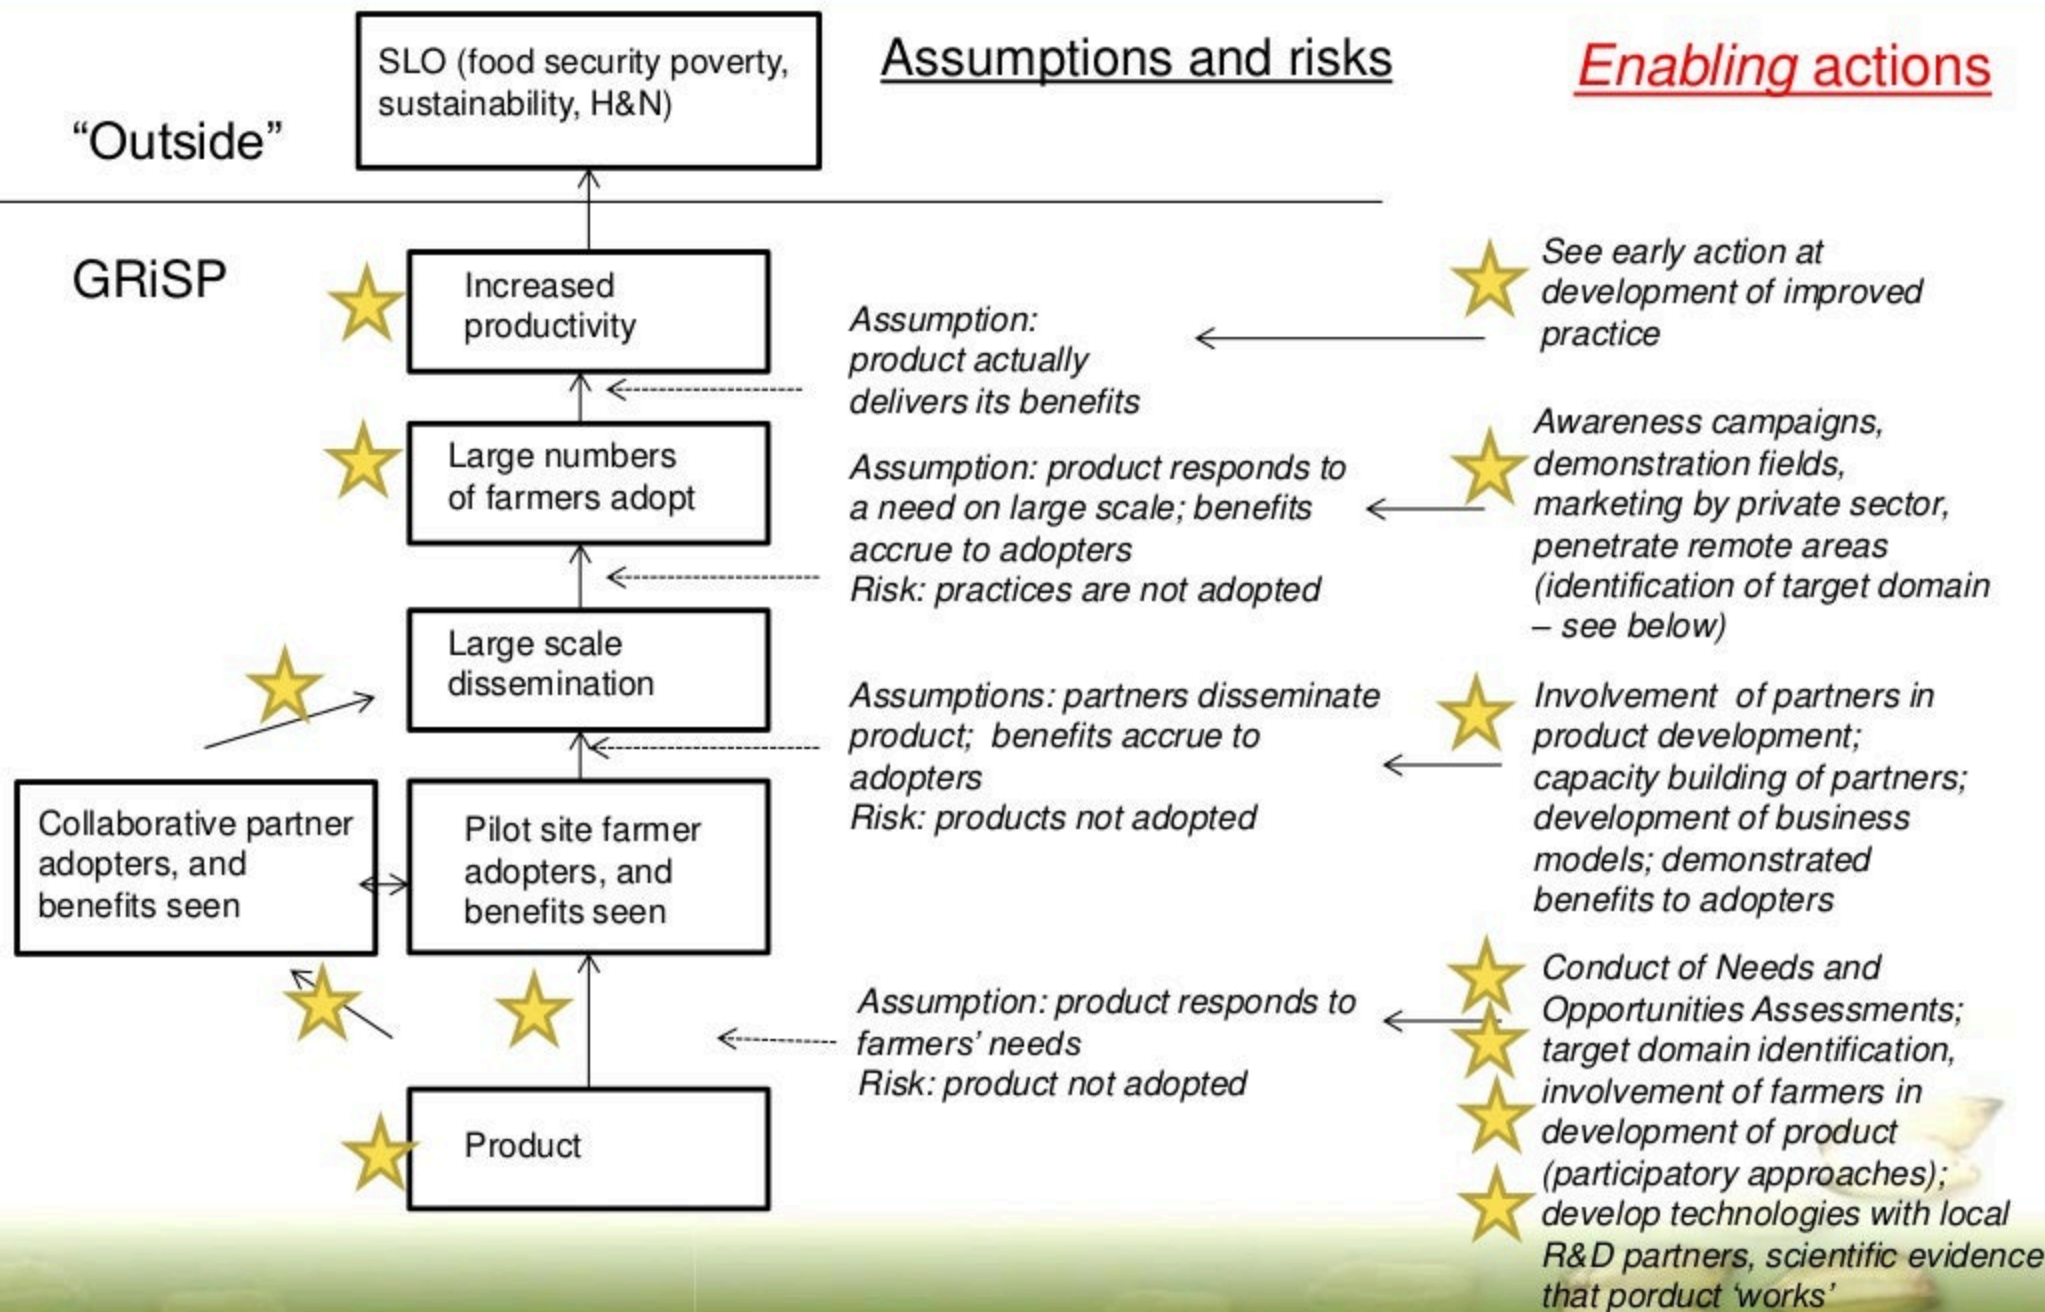 SLO (food security poverty,
sustainability, H&N)
Assumptions and risks
Enabling actions
“Outside”
GRiSP
Increased
productivity
Assumption:
product actually
delivers its benefits
See early action at
development of improved
practice
Large numbers
of farmers adopt
Assumption: product responds to
a need on large scale; benefits
accrue to adopters
Risk: practices are not adopted
Awareness campaigns,
demonstration fields,
marketing by private sector,
penetrate remote areas
(identification of target domain
– see below)
Large scale
dissemination
Assumptions: partners disseminate
product;  benefits accrue to
adopters
Risk: products not adopted
Involvement  of partners in
product development;
capacity building of partners;
development of business
models; demonstrated
benefits to adopters
Collaborative partner
adopters, and
benefits seen
Pilot site farmer
adopters, and
benefits seen
Assumption: product responds to
farmers’ needs
Risk: product not adopted
Conduct of Needs and
Opportunities Assessments;
target domain identification,
involvement of farmers in
development of product
(participatory approaches);
develop technologies with local
R&D partners, scientific evidence
that porduct ‘works’
Product